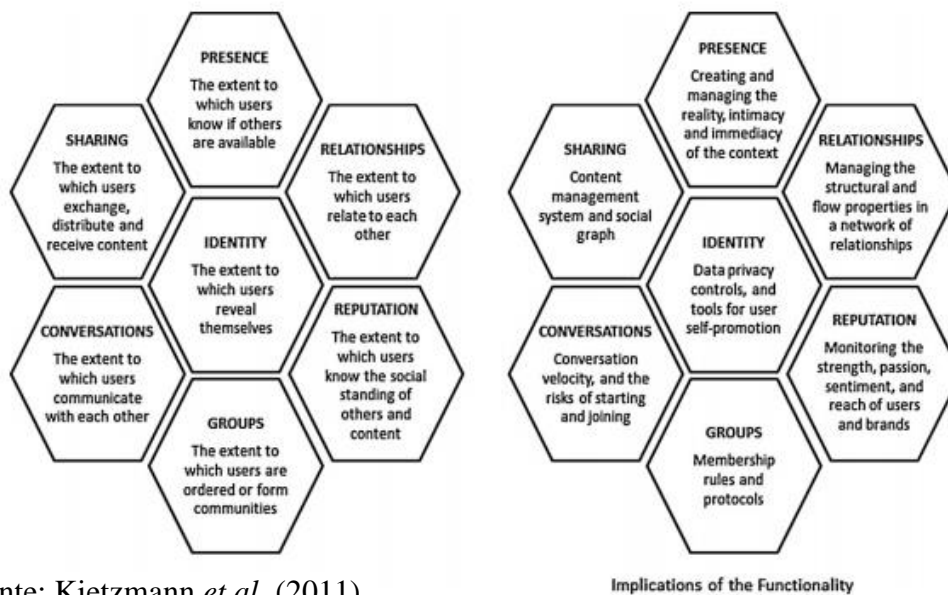 PRESENCE
The extent to
which users
know if others
are available
SHARING
The extent to
which users
exchange,
distribute and
receive content
RELATIONSHIPS
The extent to
which users
relate to each
other
IDENTITY
The extent to
which users
reveal
themselves
CONVERSATIONS
The extent to
which users
communicate
with each other
REPUTATION
The extent to
which users
know the social
standing of
others and
content
GROUPS
The extent to
which users are
ordered or form
communities
PRESENCE
Creating and
managing the
reality, intimacy
and immediacy
of the context
SHARING
Content
management
system and social
graph
RELATIONSHIPS
Managing the
structural and
flow properties in
a network of
relationships
IDENTITY
Data privacy
controls, and
tools for user
self-promotion
CONVERSATIONS
Conversation
velocity, and the
risks of starting
and joining
REPUTATION
Monitoring the
strength, passion,
sentiment, and
reach of users
and brands
GROUPS
Membership
rules and
protocols
nte: Kietzmann et al. (2011)
Implications of the Functionality